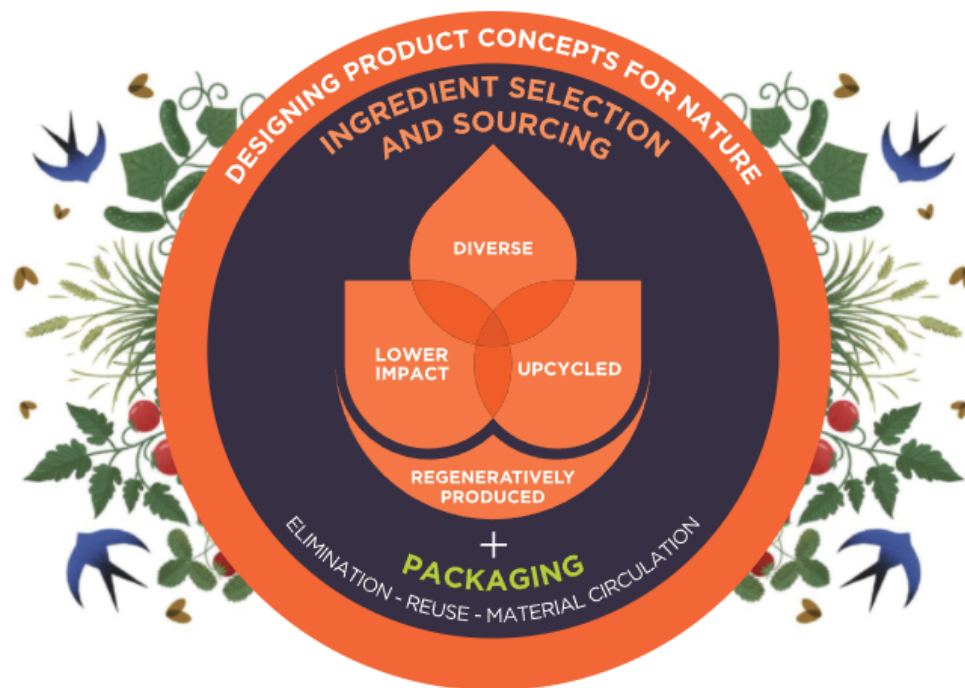 DESIGNING PRODUCT CONCEPTS FOR NATURE
INGREDIENT SELECTION
AND SOURCING
DIVERSE
LOWER
IMPACT
UPCYCLED
REGENERATIVELY
PRODUCED
+
PACKAGING
ELIMINATION - REUSE - MATERIAL CIRCULATION